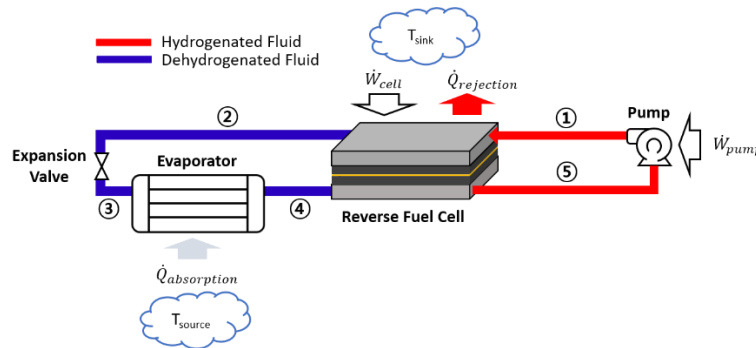 Hydrogenated Fluid
Dehydrogenated Fluid
T_sink
Ẇ_cell
Q̇_rejection
②
①
Pump
Ẇ_pump
Expansion
Valve
Evaporator
③
④
⑤
Reverse Fuel Cell
Q̇_absorption
T_source